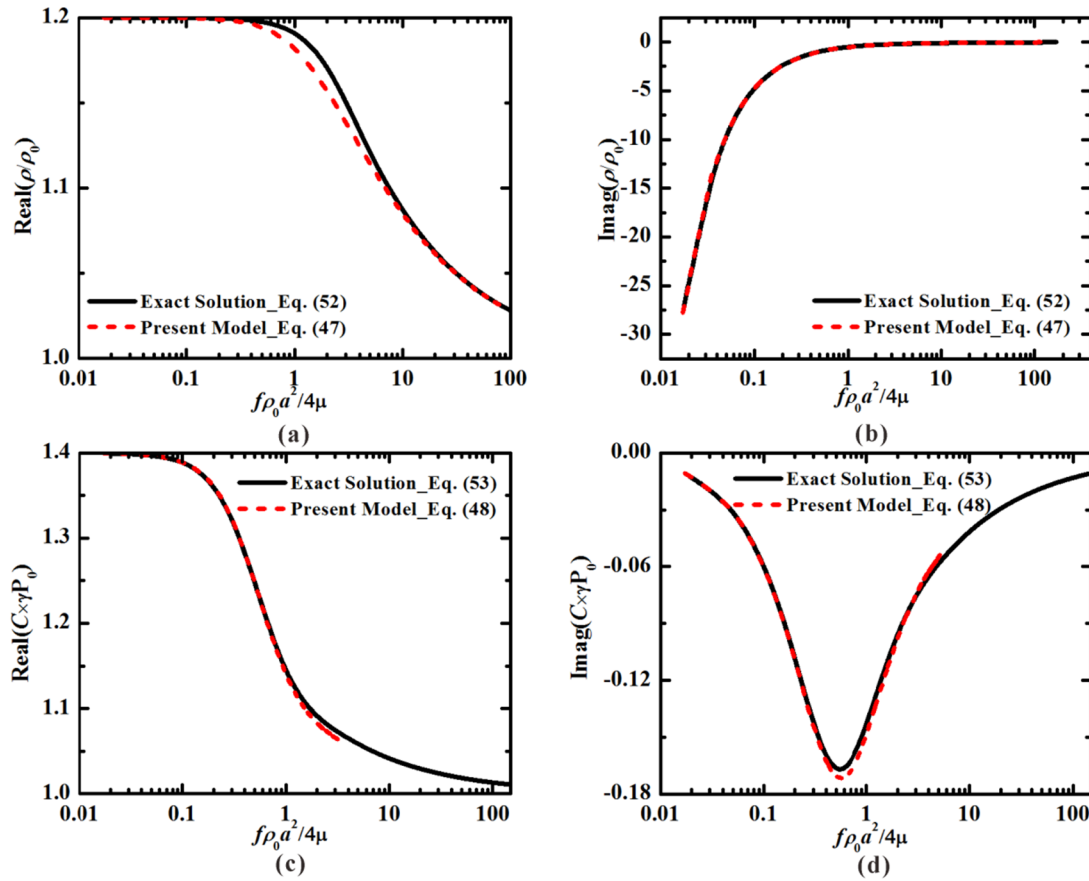 1.2
1.1
1.0
Real(ρ/ρ₀)
Exact Solution_Eq. (52)
Present Model_Eq. (47)
0.01 0.1 1 10 100
fρ₀a²/4μ
(a)
0
-5
-10
-15
-20
-25
-30
Imag(ρ/ρ₀)
Exact Solution_Eq. (52)
Present Model_Eq. (47)
0.01 0.1 1 10 100
fρ₀a²/4μ
(b)
1.4
1.3
1.2
1.1
1.0
Real(C×γP₀)
Exact Solution_Eq. (53)
Present Model_Eq. (48)
0.01 0.1 1 10 100
fρ₀a²/4μ
(c)
0.00
-0.06
-0.12
-0.18
Imag(C×γP₀)
Exact Solution_Eq. (53)
Present Model_Eq. (48)
0.01 0.1 1 10 100
fρ₀a²/4μ
(d)